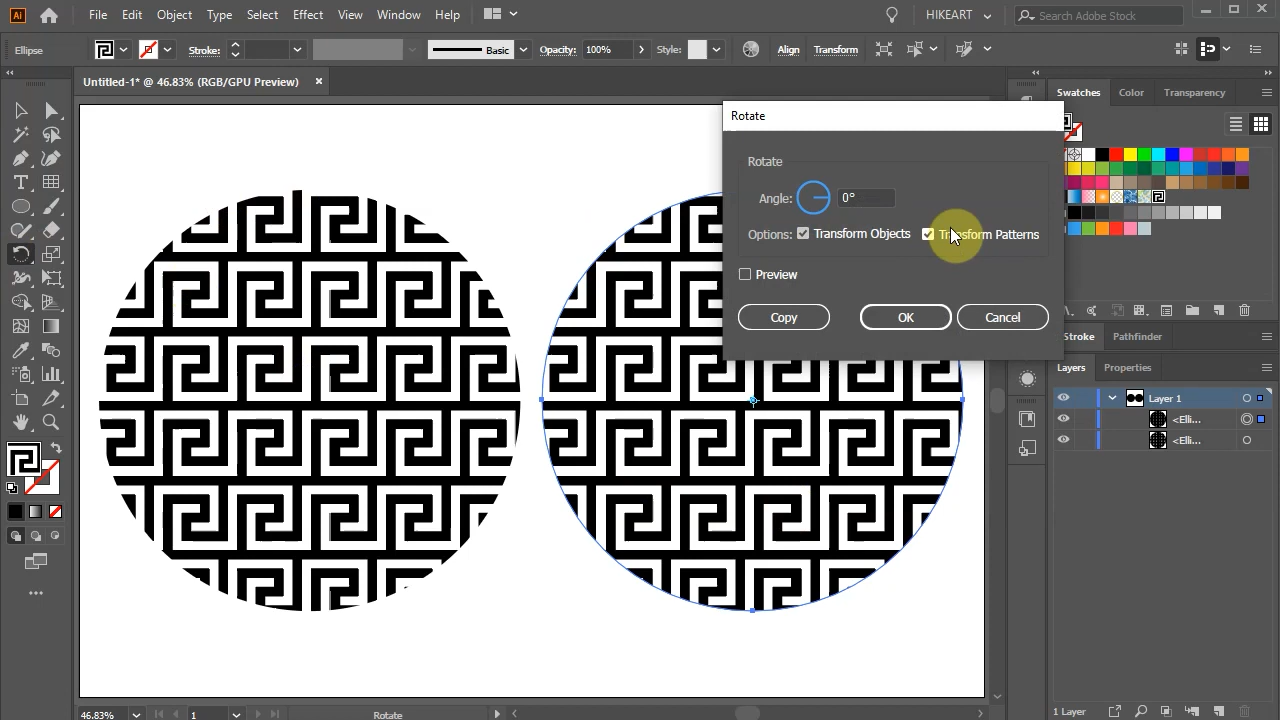 Ai File Edit Object Type Select Effect View Window Help HIKEART Search Adobe Stock
Ellipse Stroke: Basic Opacity: 100% Style: Align Transform
Untitled-1* @ 46.83% (RGB/GPU Preview)
Swatches Color Transparency
Rotate
Rotate
Angle: 0°
Options: Transform Objects Transform Patterns
Preview
Copy OK Cancel
Stroke Pathfinder
Layers Properties
Layer 1
<Elli...
<Elli...
46.83% 1 Rotate
1 Layer